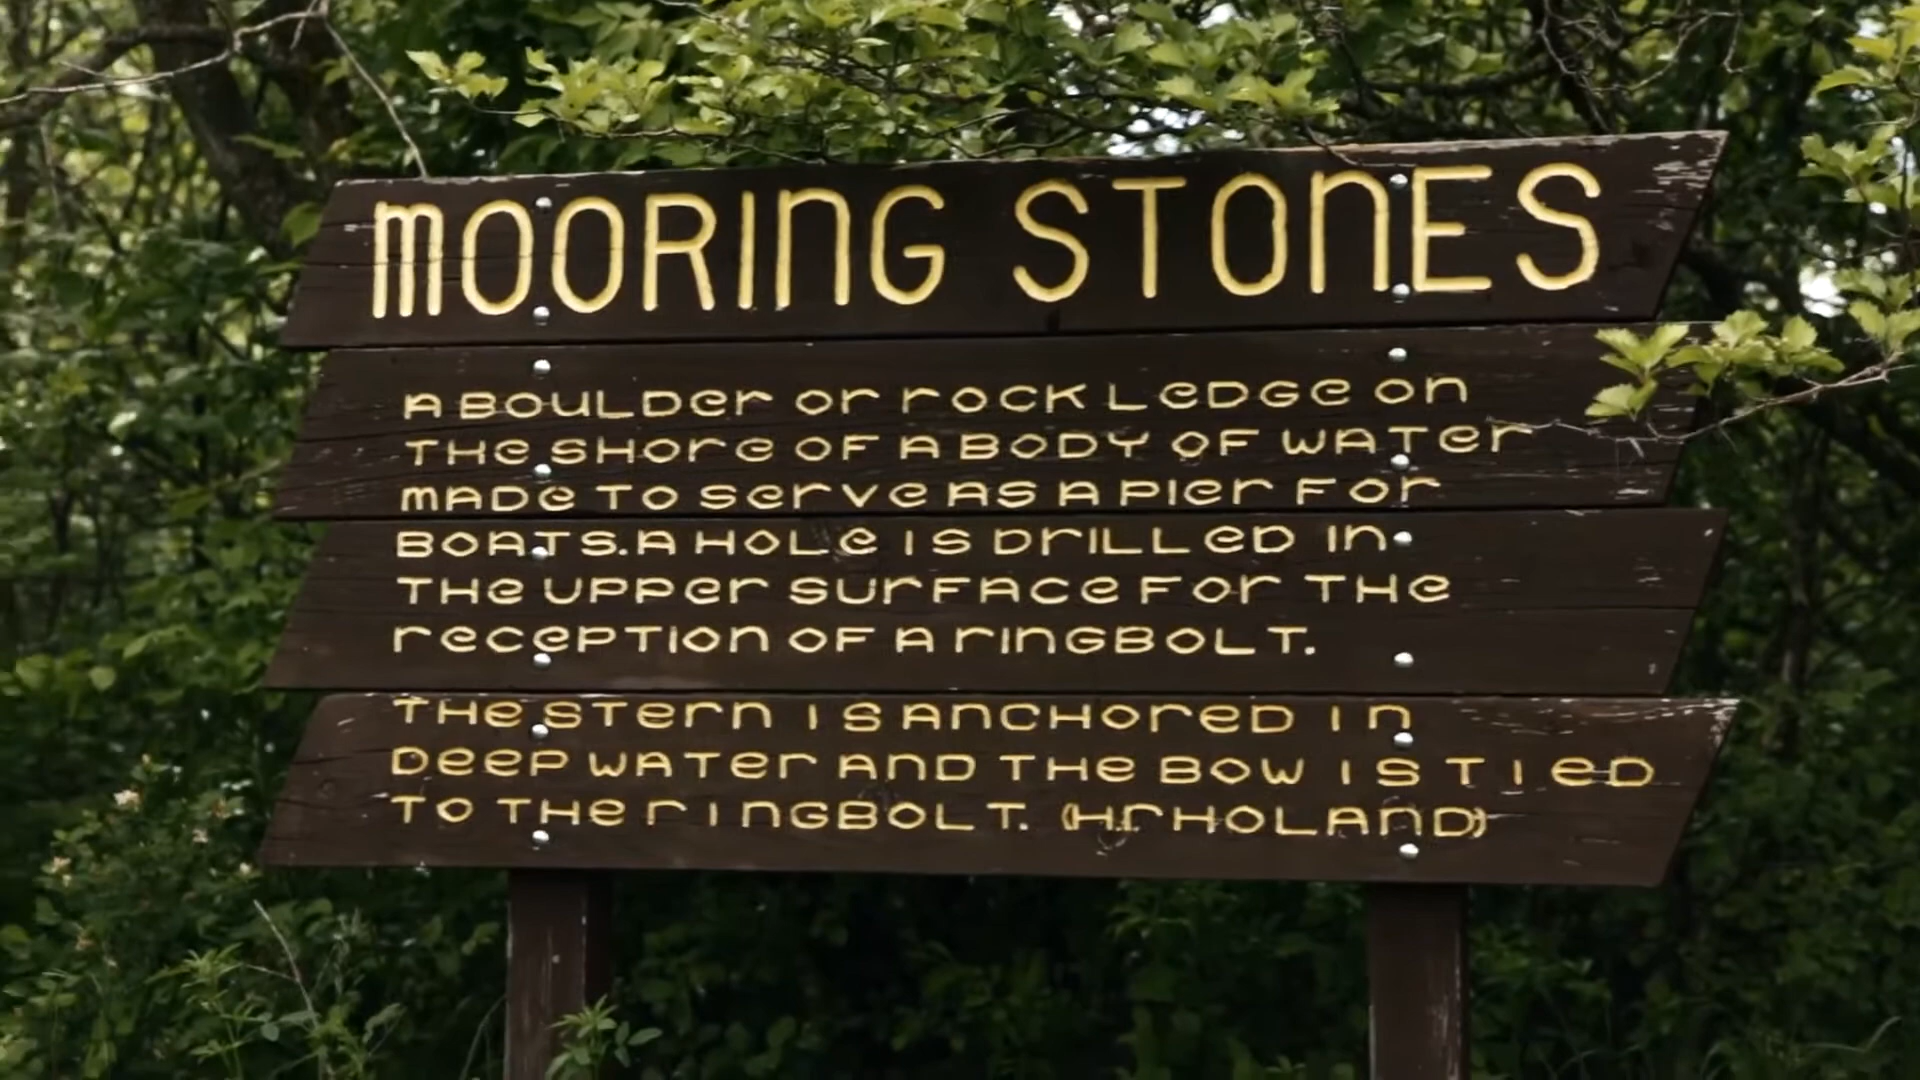 MOORING STONES
A BOULDER OR ROCK LEDGE ON
THE SHORE OF A BODY OF WATER
MADE TO SERVE AS A PIER FOR
BOATS. A HOLE IS DRILLED IN
THE UPPER SURFACE FOR THE
RECEPTION OF A RINGBOLT.
THE STERN IS ANCHORED IN
DEEP WATER AND THE BOW IS TIED
TO THE RINGBOLT. (HR HOLAND)